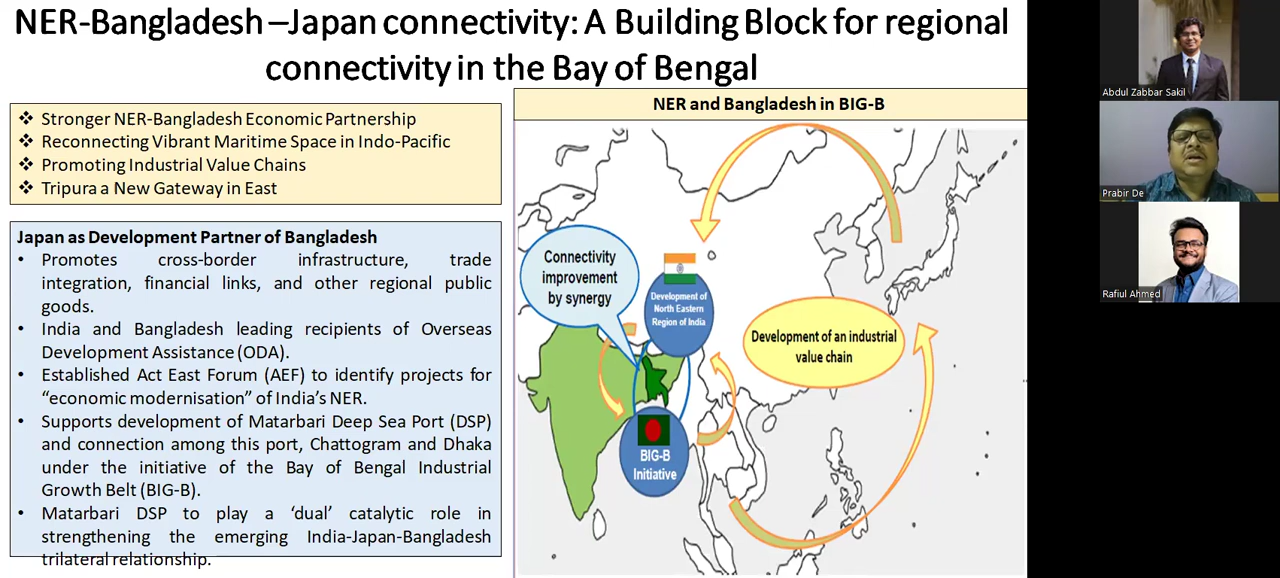 NER-Bangladesh –Japan connectivity: A Building Block for regional
connectivity in the Bay of Bengal
❖ Stronger NER-Bangladesh Economic Partnership
❖ Reconnecting Vibrant Maritime Space in Indo-Pacific
❖ Promoting Industrial Value Chains
❖ Tripura a New Gateway in East
Japan as Development Partner of Bangladesh
• Promotes cross-border infrastructure, trade
integration, financial links, and other regional public
goods.
• India and Bangladesh leading recipients of Overseas
Development Assistance (ODA).
• Established Act East Forum (AEF) to identify projects for
“economic modernisation” of India’s NER.
• Supports development of Matarbari Deep Sea Port (DSP)
and connection among this port, Chattogram and Dhaka
under the initiative of the Bay of Bengal Industrial
Growth Belt (BIG-B).
• Matarbari DSP to play a ‘dual’ catalytic role in
strengthening the emerging India-Japan-Bangladesh
trilateral relationship.
NER and Bangladesh in BIG-B
Connectivity
improvement
by synergy
Development of
North Eastern
Region of India
Development of an industrial
value chain
BIG-B
Initiative
Abdul Zabbar Sakil
Prabir De
Rafiul Ahmed